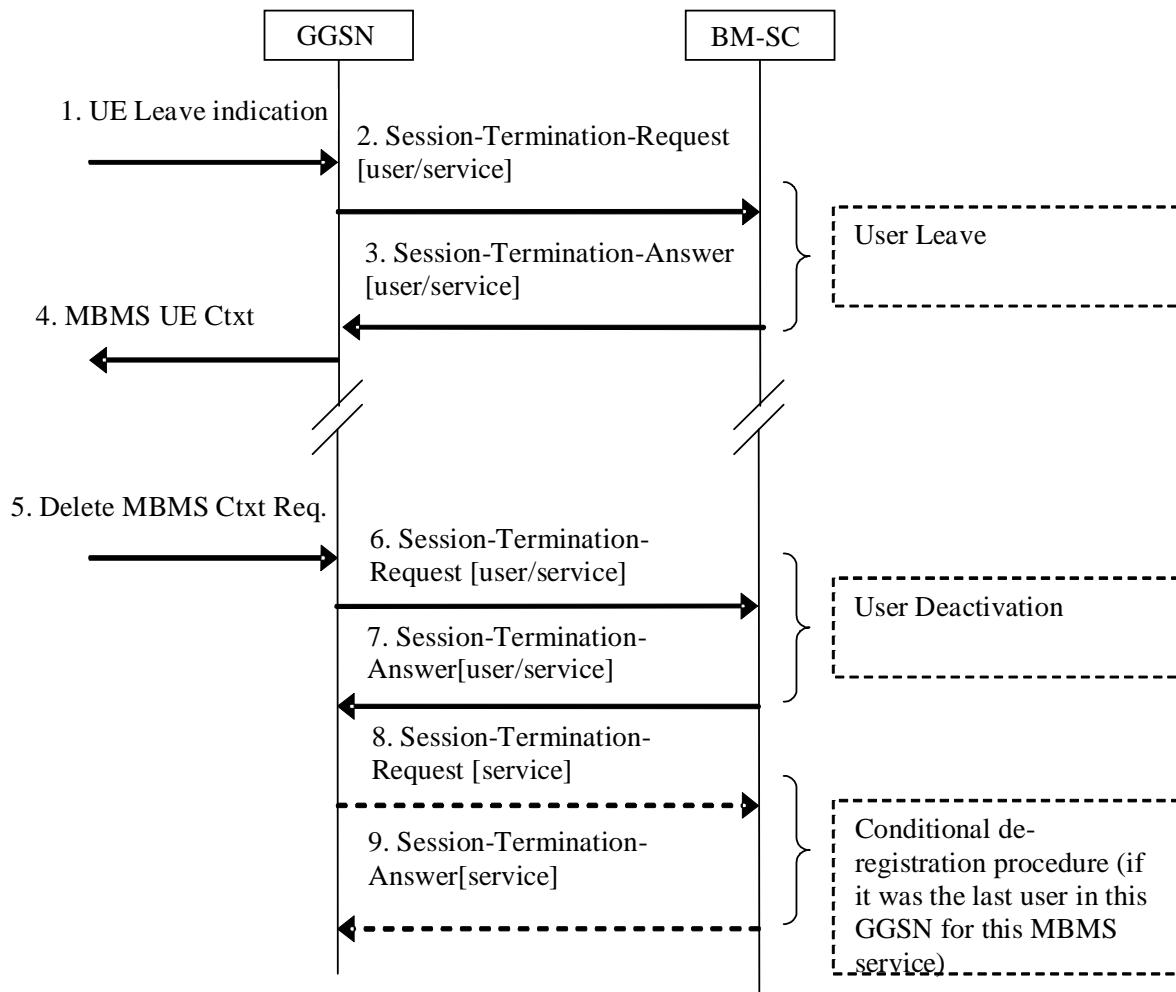 GGSN
BM-SC
1. UE Leave indication
2. Session-Termination-Request
[user/service]
User Leave
3. Session-Termination-Answer
[user/service]
4. MBMS UE Ctxt
5. Delete MBMS Ctxt Req.
6. Session-Termination-
Request [user/service]
User Deactivation
7. Session-Termination-
Answer[user/service]
8. Session-Termination-
Request [service]
9. Session-Termination-
Answer[service]
Conditional de-
registration procedure (if
it was the last user in this
GGSN for this MBMS
service)